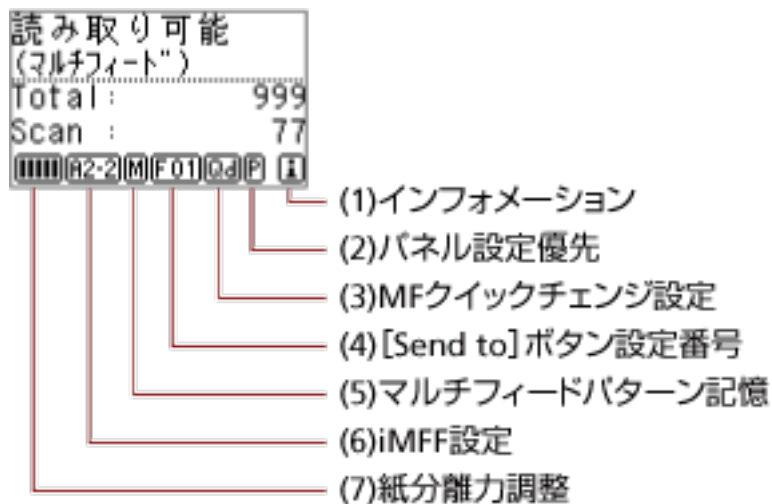 読み取り可能
(マルチフィード)
Total: 999
Scan : 77
A2-2 M F01 Qd P i
(1)インフォメーション
(2)パネル設定優先
(3)MFクイックチェンジ設定
(4)[Send to]ボタン設定番号
(5)マルチフィードパターン記憶
(6)iMFF設定
(7)紙分離力調整